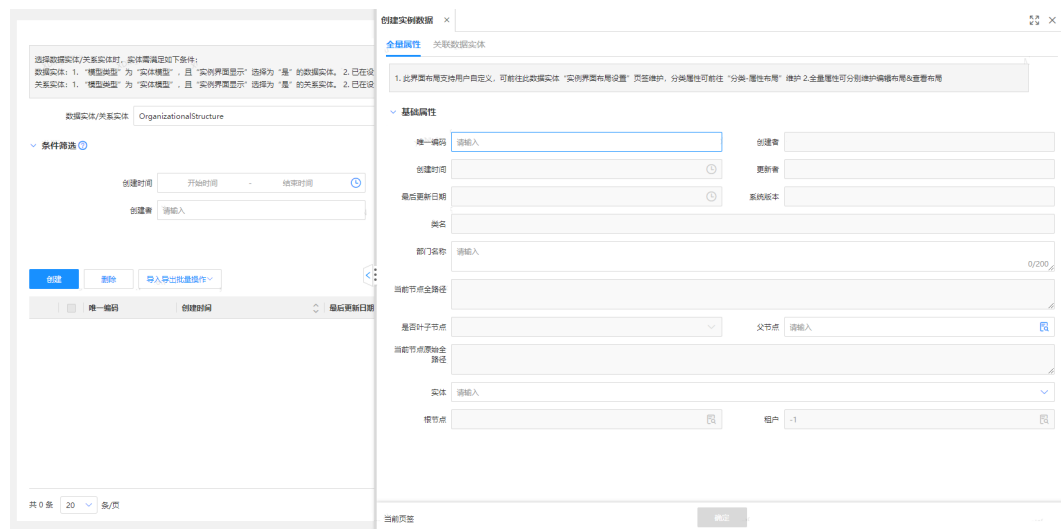 创建实例数据 ×
全量属性 关联数据实体
选择数据实体/关系实体时，实体需满足如下条件：
数据实体：1. “模型类型”为“实体模型”，且“实例界面显示”选择为“是”的数据实体。 2. 已在设
关系实体：1. “模型类型”为“实体模型”，且“实例界面显示”选择为“是”的关系实体。 2. 已在设
数据实体/关系实体 OrganizationalStructure
条件筛选
创建时间 开始时间 - 结束时间
创建者 请输入
创建 删除 导入导出批量操作
唯一编码 创建时间 最后更新日期
共 0 条 20 条/页
1. 此界面布局支持用户自定义，可前往此数据实体“实例界面布局设置”页签维护，分类属性可前往“分类-属性布局”维护 2.全量属性可分别维护编辑布局&查看布局
基础属性
唯一编码 请输入 创建者
创建时间 更新者
最后更新日期 系统版本
类名
部门名称 请输入
0/200
当前节点全路径
是否叶子节点 父节点 请输入
当前节点原始全
路径
实体 请输入
根节点 租户 -1
当前页签 确定